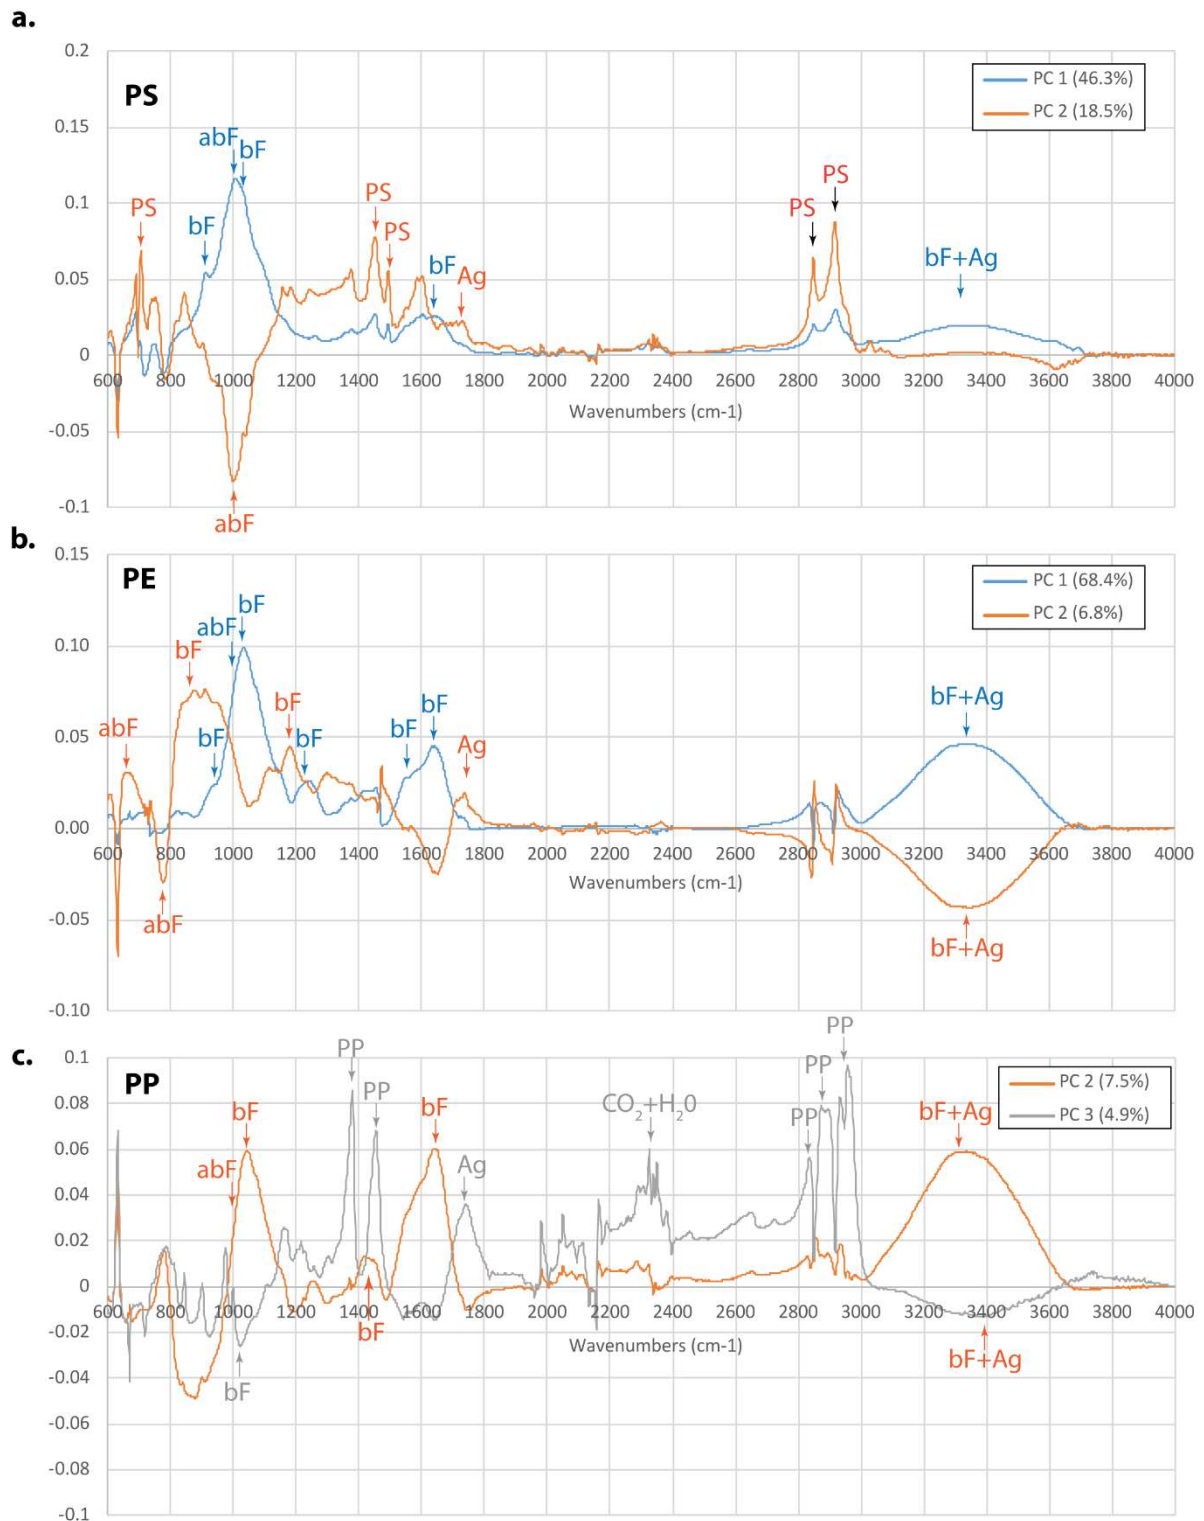 a.
0.2
PS
PC 1 (46.3%)
PC 2 (18.5%)
0.15
abF
bF
PS
PS
PS
0.1
PS
bF
PS
bF+Ag
bF
Ag
0.05
0
600 800 1000 1200 1400 1600 1800 2000 2200 2400 2600 2800 3000 3200 3400 3600 3800 4000
Wavenumbers (cm-1)
-0.05
-0.1
abF
b.
0.15
PE
PC 1 (68.4%)
PC 2 (6.8%)
bF
abF
0.10
bF
bF
bF
bF+Ag
abF
bF
bF
bF
Ag
0.05
0.00
600 800 1000 1200 1400 1600 1800 2000 2200 2400 2600 2800 3000 3200 3400 3600 3800 4000
Wavenumbers (cm-1)
abF
-0.05
bF+Ag
-0.10
c.
PP
PP
0.1
PP
PP
PP
PC 2 (7.5%)
PC 3 (4.9%)
0.08
bF
bF
CO2+H20
PP
bF+Ag
0.06
abF
Ag
0.04
0.02
0
600 800 1000 1200 1400 1600 1800 2000 2200 2400 2600 2800 3000 3200 3400 3600 3800 4000
-0.02
bF
Wavenumbers (cm-1)
bF+Ag
-0.04
bF
-0.06
-0.08
-0.1